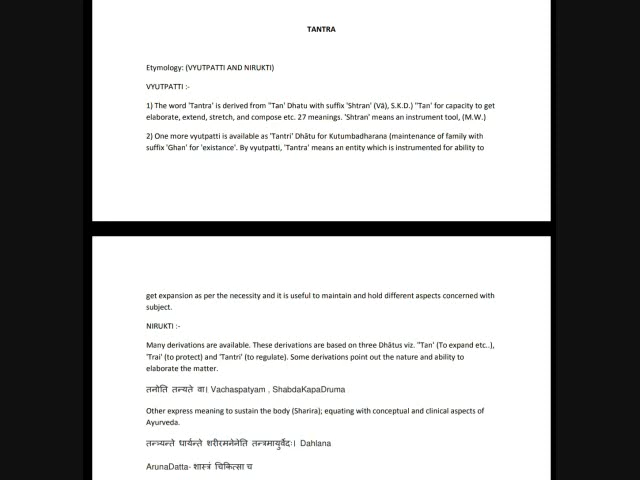 TANTRA
Etymology: (VYUTPATTI AND NIRUKTI)
VYUTPATTI :-
1) The word 'Tantra' is derived from "Tan' Dhatu with suffix 'Shtran' (Vā), S.K.D.) "Tan' for capacity to get
elaborate, extend, stretch, and compose etc. 27 meanings. 'Shtran' means an instrument tool, (M.W.)
2) One more vyutpatti is available as 'Tantri' Dhātu for Kutumbadharana (maintenance of family with
suffix 'Ghan' for 'existance'. By vyutpatti, 'Tantra' means an entity which is instrumented for ability to
get expansion as per the necessity and it is useful to maintain and hold different aspects concerned with
subject.
NIRUKTI :-
Many derivations are available. These derivations are based on three Dhātus viz. "Tan' (To expand etc..),
'Trai' (to protect) and 'Tantri' (to regulate). Some derivations point out the nature and ability to
elaborate the matter.
तनोति तन्यते वा। Vachaspatyam , ShabdaKapaDruma
Other express meaning to sustain the body (Sharira); equating with conceptual and clinical aspects of
Ayurveda.
तन्त्र्यन्ते धार्यन्ते शरीरमनेनेति तन्त्रमायुर्वेदः। Dahlana
ArunaDatta- शास्त्रं चिकित्सा च